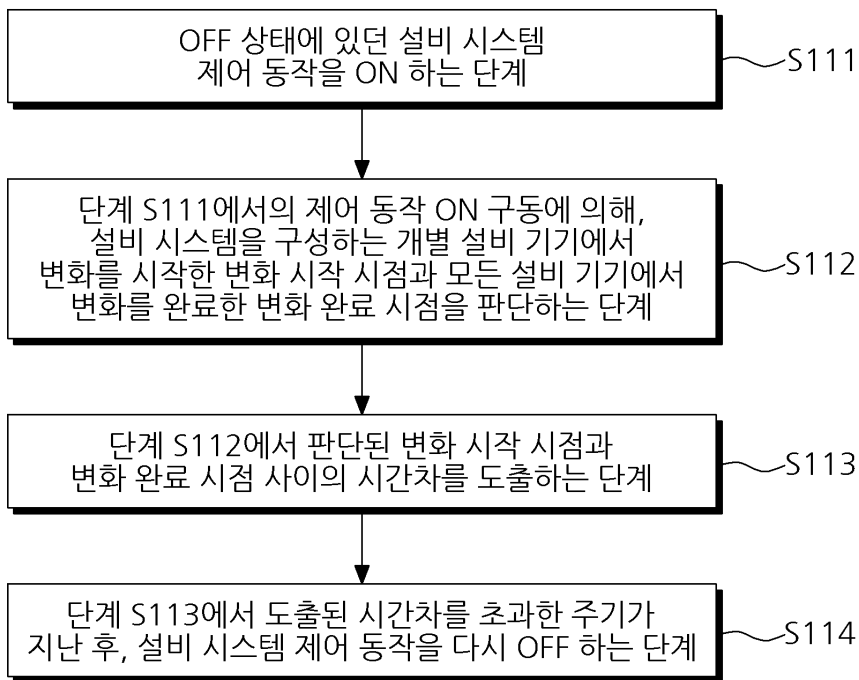 OFF 상태에 있던 설비 시스템
제어 동작을 ON 하는 단계
S111
단계 S111에서의 제어 동작 ON 구동에 의해,
설비 시스템을 구성하는 개별 설비 기기에서
변화를 시작한 변화 시작 시점과 모든 설비 기기에서
변화를 완료한 변화 완료 시점을 판단하는 단계
S112
단계 S112에서 판단된 변화 시작 시점과
변화 완료 시점 사이의 시간차를 도출하는 단계
S113
단계 S113에서 도출된 시간차를 초과한 주기가
지난 후, 설비 시스템 제어 동작을 다시 OFF 하는 단계
S114